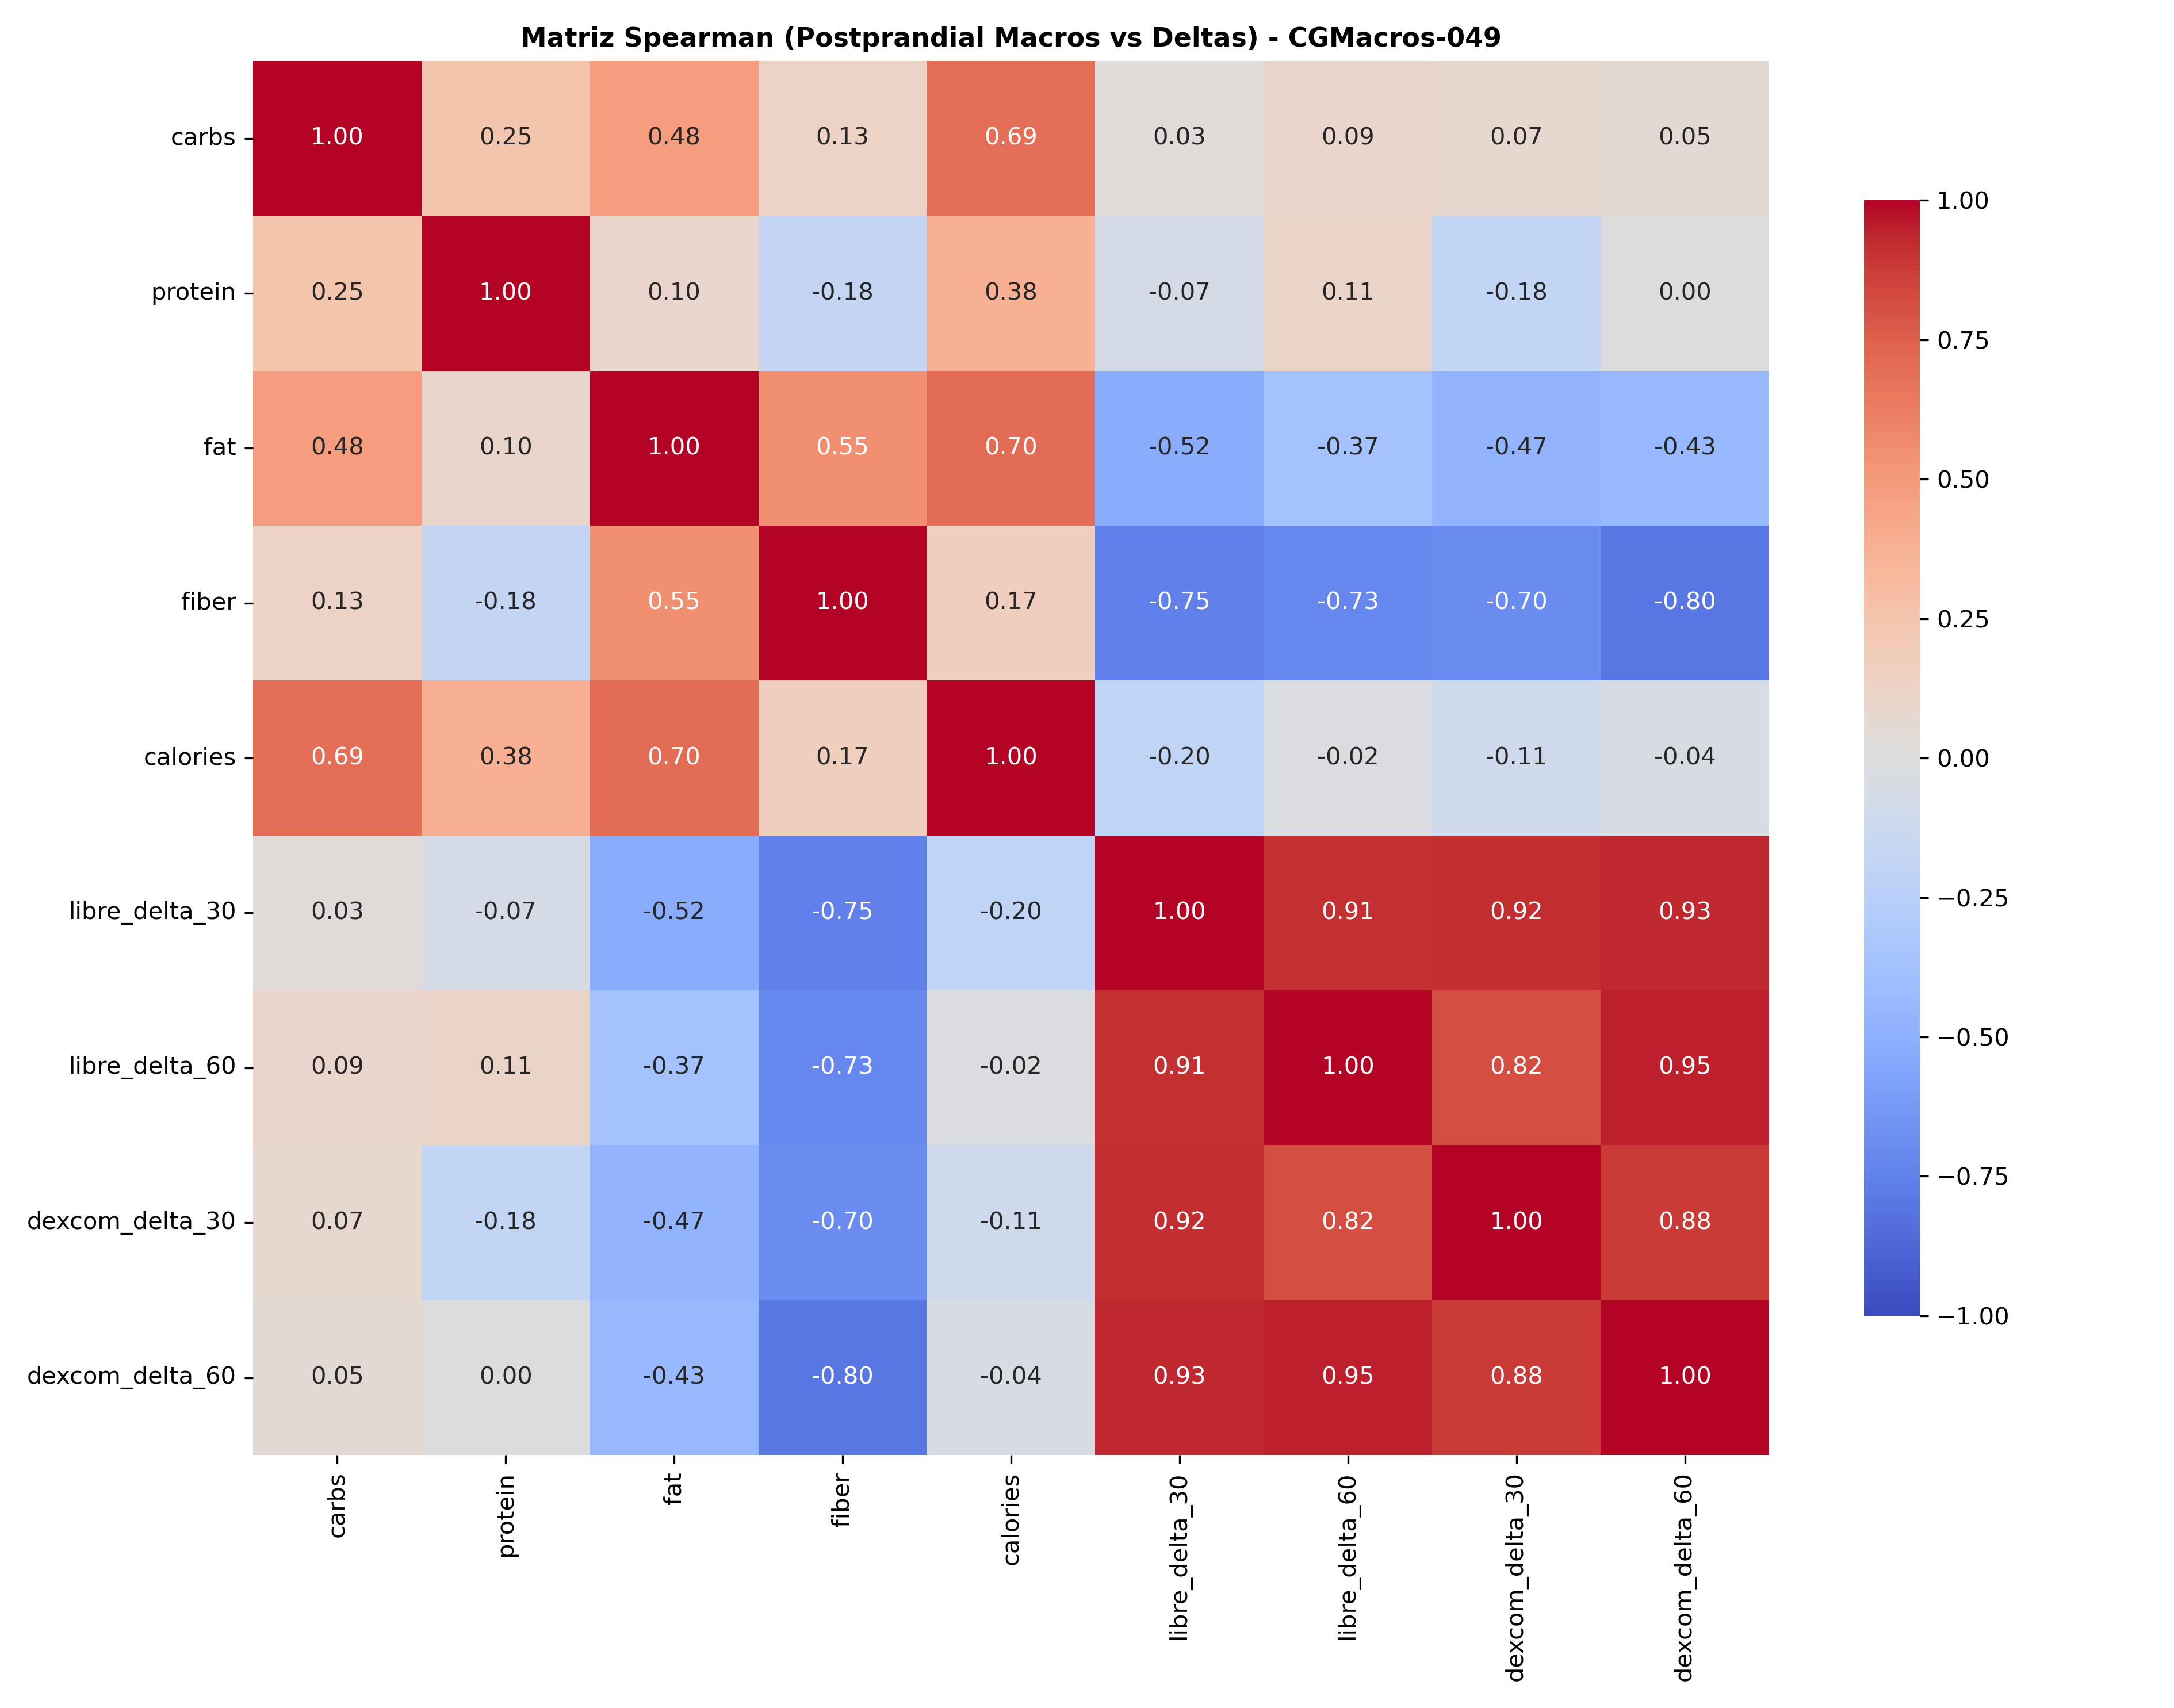 Matriz Spearman (Postprandial Macros vs Deltas) - CGMacros-049
carbs 1.00 0.25 0.48 0.13 0.69 0.03 0.09 0.07 0.05
protein 0.25 1.00 0.10 -0.18 0.38 -0.07 0.11 -0.18 0.00
fat 0.48 0.10 1.00 0.55 0.70 -0.52 -0.37 -0.47 -0.43
fiber 0.13 -0.18 0.55 1.00 0.17 -0.75 -0.73 -0.70 -0.80
calories 0.69 0.38 0.70 0.17 1.00 -0.20 -0.02 -0.11 -0.04
libre_delta_30 0.03 -0.07 -0.52 -0.75 -0.20 1.00 0.91 0.92 0.93
libre_delta_60 0.09 0.11 -0.37 -0.73 -0.02 0.91 1.00 0.82 0.95
dexcom_delta_30 0.07 -0.18 -0.47 -0.70 -0.11 0.92 0.82 1.00 0.88
dexcom_delta_60 0.05 0.00 -0.43 -0.80 -0.04 0.93 0.95 0.88 1.00
carbs
protein
fat
fiber
calories
libre_delta_30
libre_delta_60
dexcom_delta_30
dexcom_delta_60
1.00
0.75
0.50
0.25
0.00
−0.25
−0.50
−0.75
−1.00